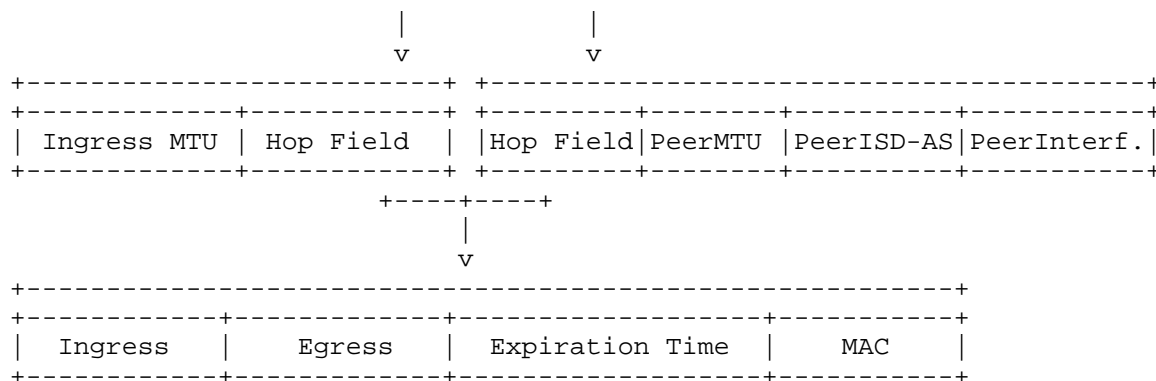 |               |
v               v
+---------------------------+ +-------------------------------------------+
+--------------+------------+ +----------+---------+-----------+------------+
| Ingress MTU | Hop Field | |Hop Field|PeerMTU |PeerISD-AS|PeerInterf.|
+--------------+------------+ +----------+---------+-----------+------------+
+----+----+
|
v
+-----------------------------------------------------------+
+------------+--------------+--------------------+------------+
| Ingress | Egress | Expiration Time | MAC |
+------------+--------------+--------------------+------------+